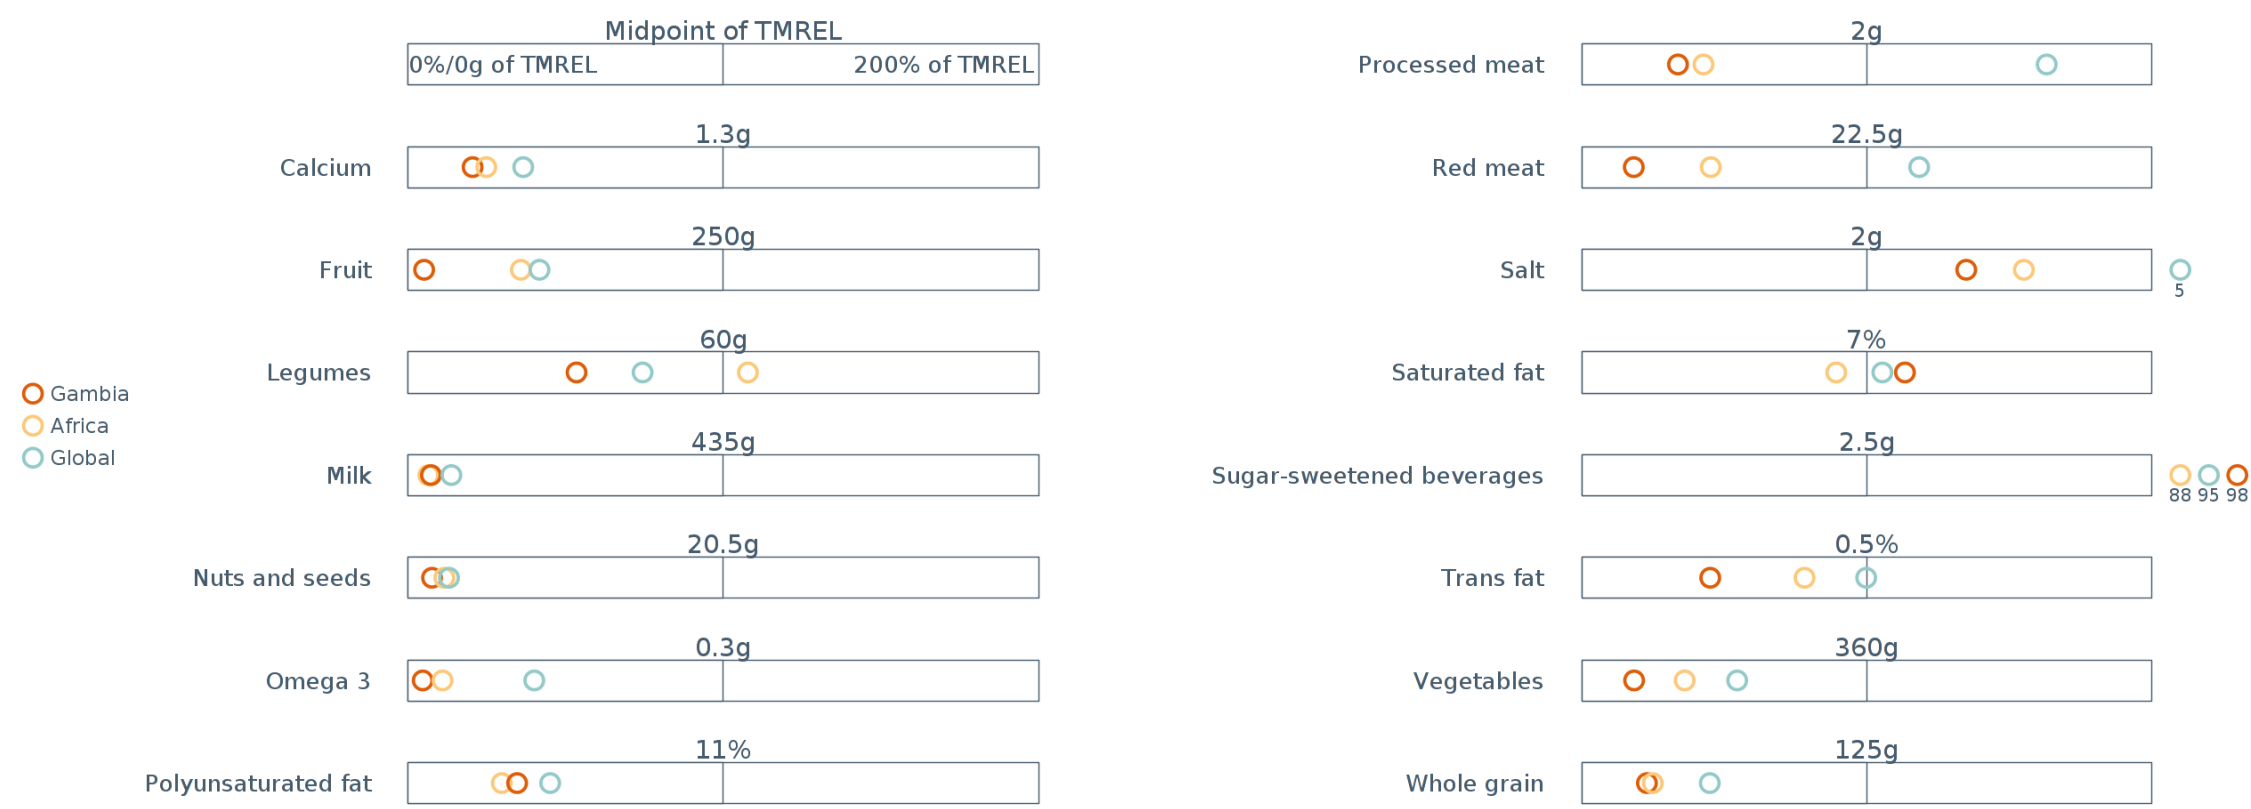 Midpoint of TMREL
0%/0g of TMREL
200% of TMREL
1.3g
Calcium
250g
Fruit
60g
Legumes
435g
Milk
20.5g
Nuts and seeds
0.3g
Omega 3
11%
Polyunsaturated fat
Gambia
Africa
Global
2g
Processed meat
22.5g
Red meat
2g
Salt
5
7%
Saturated fat
2.5g
Sugar-sweetened beverages
88 95 98
0.5%
Trans fat
360g
Vegetables
125g
Whole grain